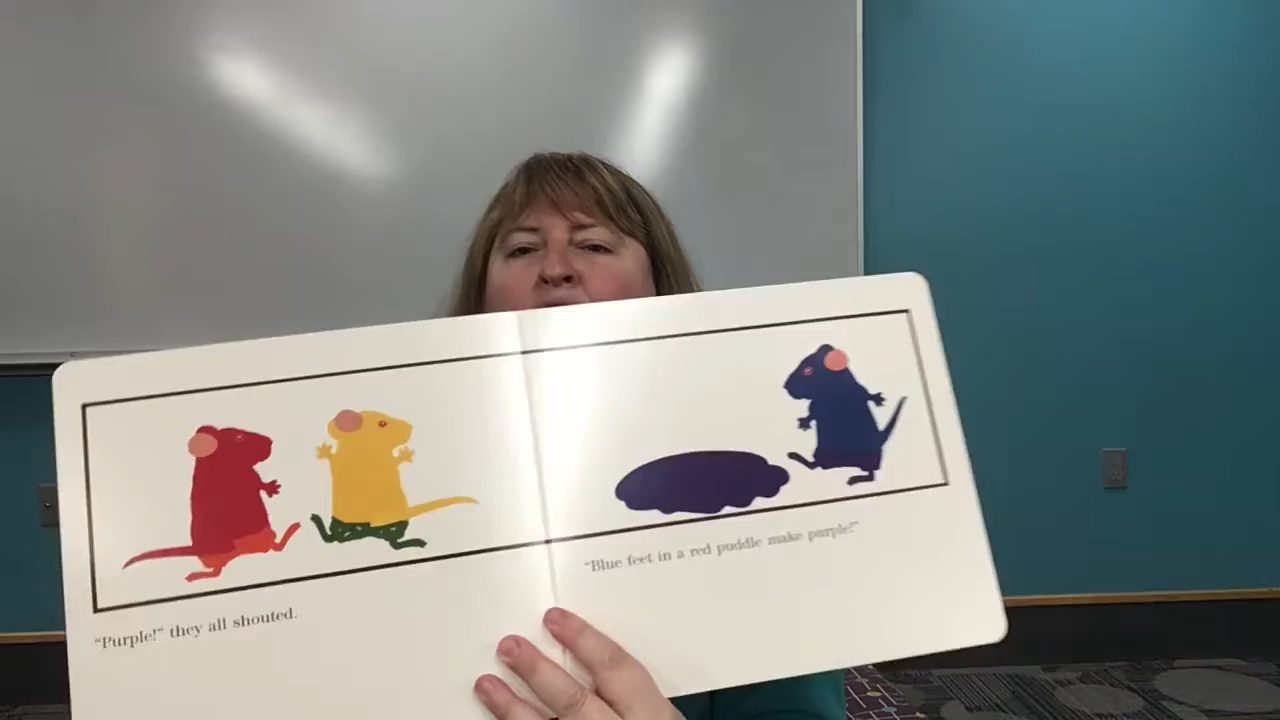 “Purple!” they all shouted.
“Blue feet in a red puddle make purple!”